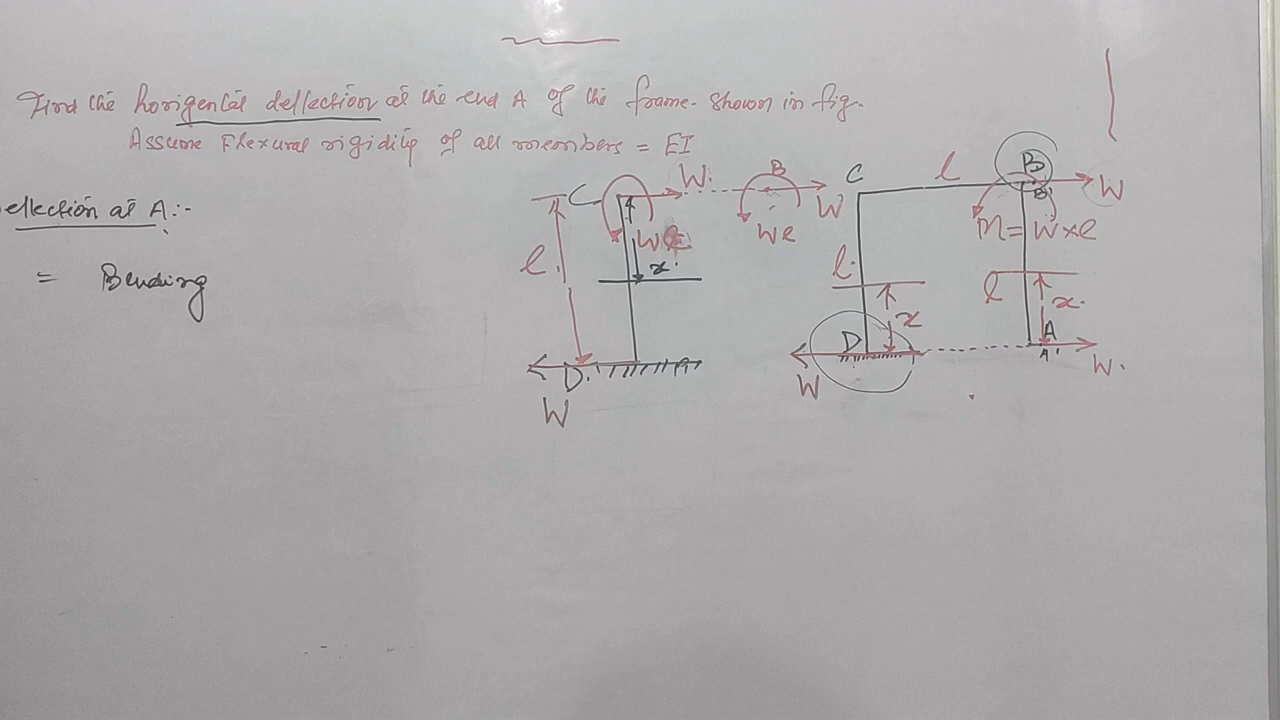 Find the horigental deflection at the end A of the frame. Shown in fig.
Assume Flexural rigidity of all members = EI
eflection at A:-
= Bending
C
W.
B
W
We
l.
x.
D.
W
C
l
B
B'
W
M = W×l
l.
l
x
x.
D
A
A'
W
W.